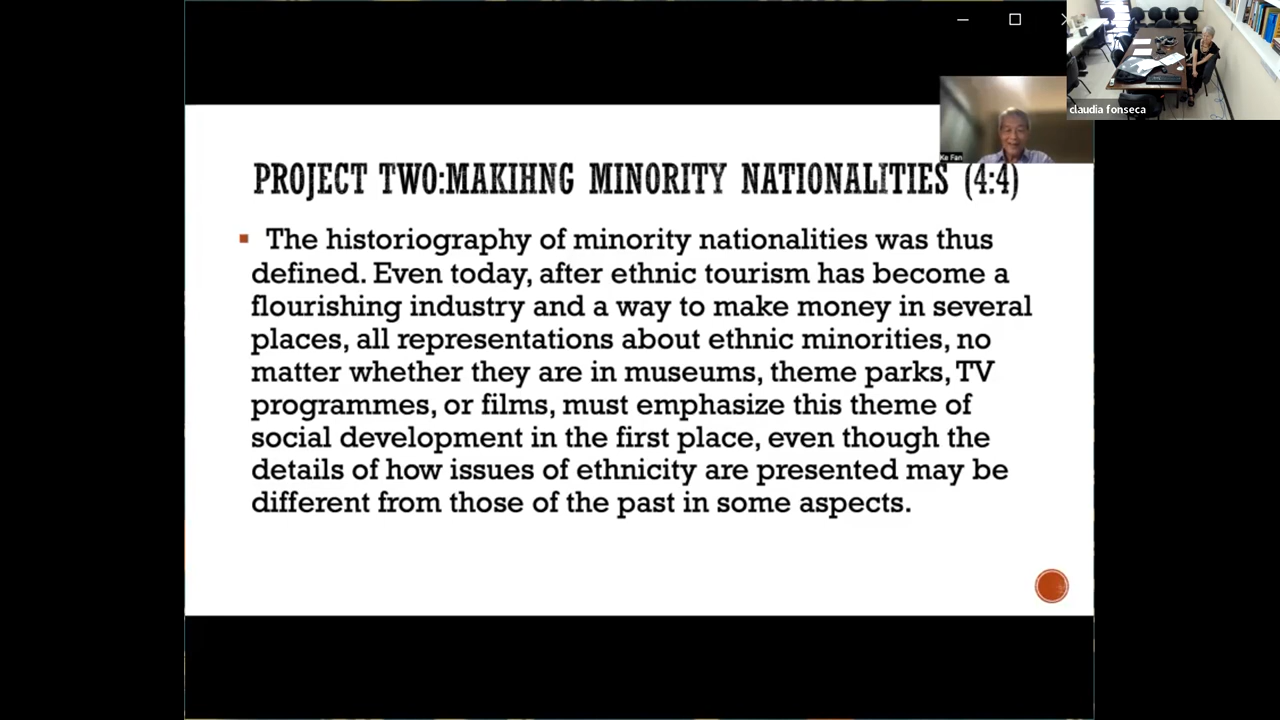 claudia fonseca
Ke Fan
PROJECT TWO:MAKIHNG MINORITY NATIONALITIES (4:4)
The historiography of minority nationalities was thus
defined. Even today, after ethnic tourism has become a
flourishing industry and a way to make money in several
places, all representations about ethnic minorities, no
matter whether they are in museums, theme parks, TV
programmes, or films, must emphasize this theme of
social development in the first place, even though the
details of how issues of ethnicity are presented may be
different from those of the past in some aspects.